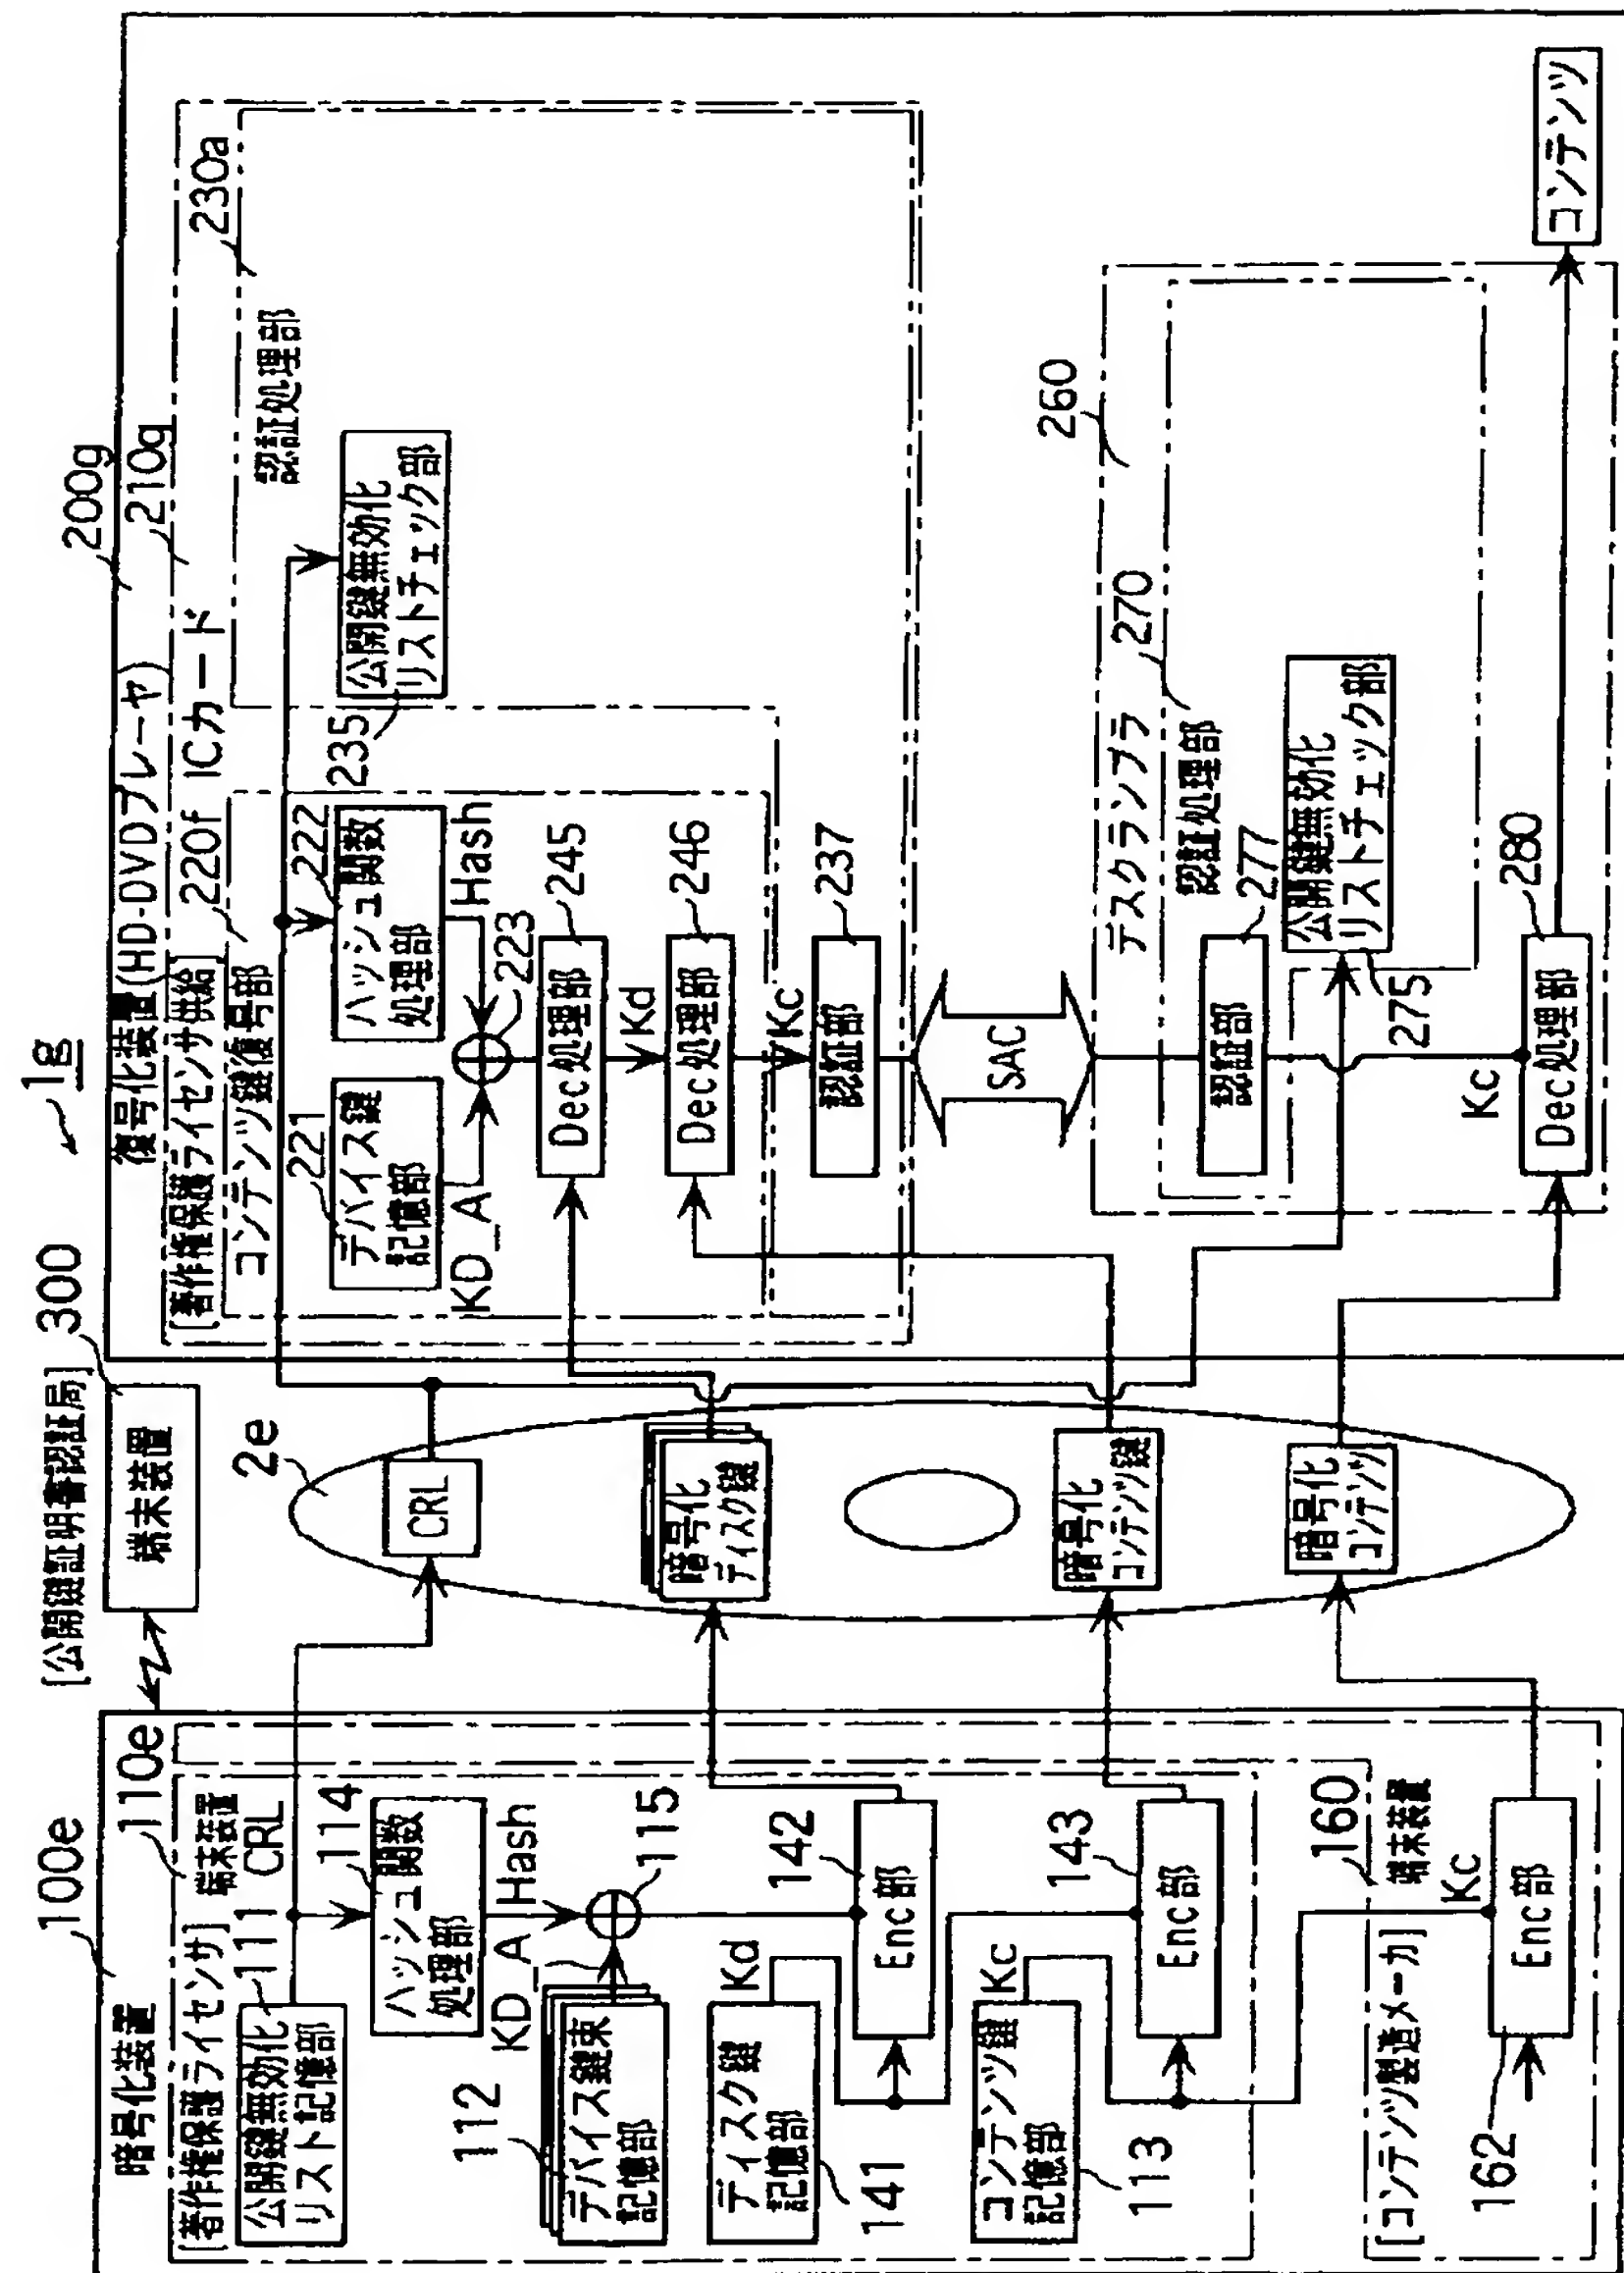 1g
100e
暗号化装置
110e
[著作権保護ライセンサ]
端末装置
111
CRL
公開鍵無効化
リスト記憶部
114
ハッシュ関数
処理部
Hash
KD_A
115
112
デバイス鍵束
記憶部
Kd
142
ディスク鍵
記憶部
141
Enc部
Kc
143
コンテンツ鍵
記憶部
113
Enc部
160
[コンテンツ製造メーカ]
端末装置
Kc
162
Enc部
[公開鍵証明書認証局]
300
端末装置
2e
CRL
暗号化
ディスク鍵
暗号化
コンテンツ鍵
暗号化
コンテンツ
200g
復号化装置(HD-DVDプレーヤ)
210g
[著作権保護ライセンサ供給]
ICカード
220f
コンテンツ鍵復号部
230a
認証処理部
221
デバイス鍵
記憶部
KD_A
222
ハッシュ関数
処理部
Hash
223
235
公開鍵無効化
リストチェック部
245
Dec処理部
Kd
246
Dec処理部
Kc
237
認証部
SAC
260
デスクランブラ
270
認証処理部
277
認証部
公開鍵無効化
リストチェック部
275
Kc
280
Dec処理部
コンテンツ